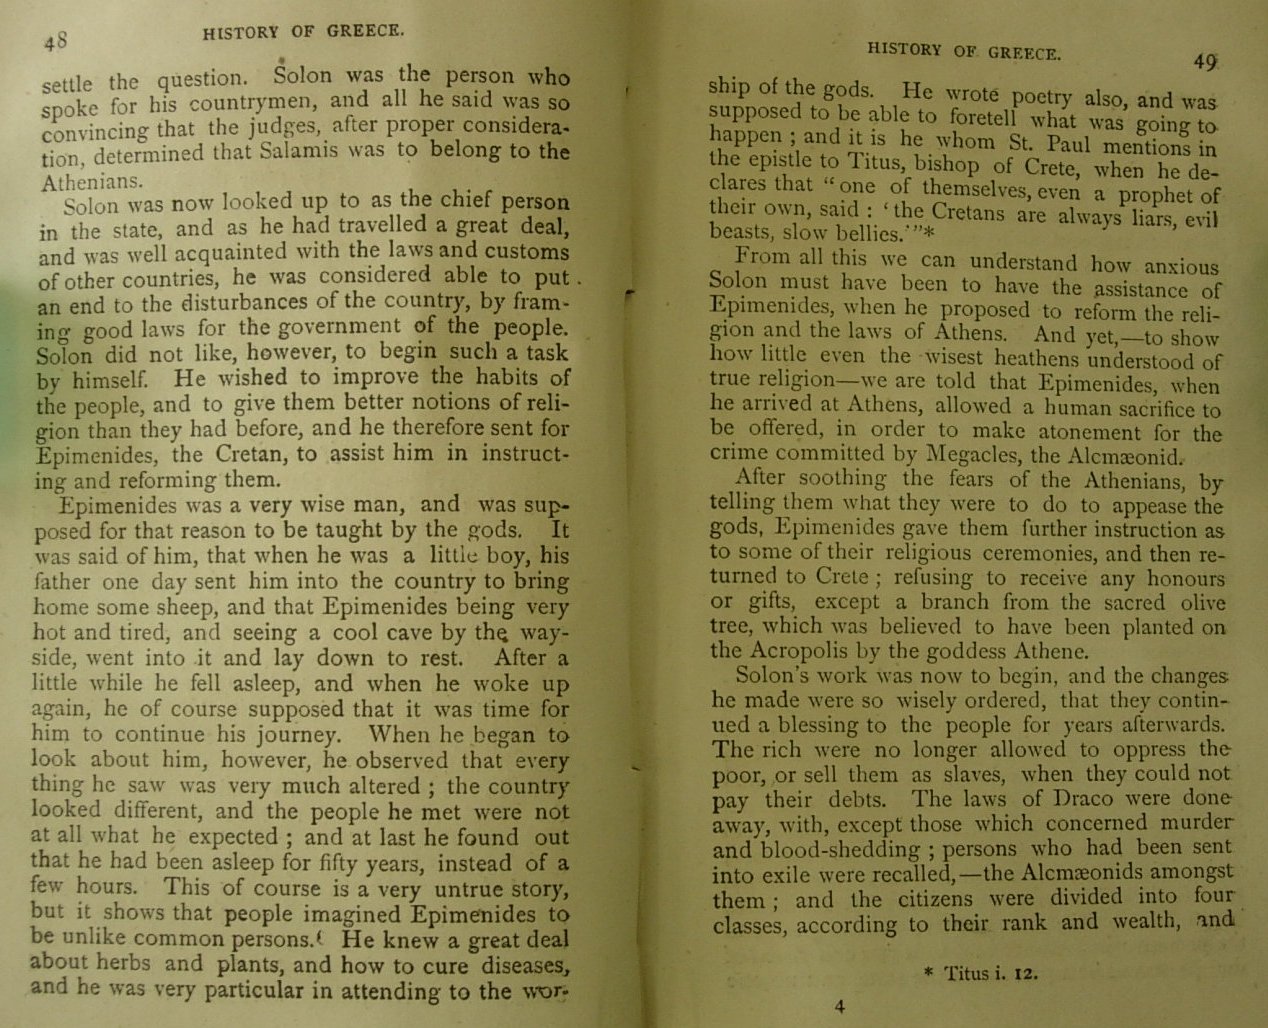 48
HISTORY OF GREECE.
settle the question. Solon was the person who
spoke for his countrymen, and all he said was so
convincing that the judges, after proper considera-
tion, determined that Salamis was to belong to the
Athenians.
Solon was now looked up to as the chief person
in the state, and as he had travelled a great deal,
and was well acquainted with the laws and customs
of other countries, he was considered able to put
an end to the disturbances of the country, by fram-
ing good laws for the government of the people.
Solon did not like, however, to begin such a task
by himself. He wished to improve the habits of
the people, and to give them better notions of reli-
gion than they had before, and he therefore sent for
Epimenides, the Cretan, to assist him in instruct-
ing and reforming them.
Epimenides was a very wise man, and was sup-
posed for that reason to be taught by the gods. It
was said of him, that when he was a little boy, his
father one day sent him into the country to bring
home some sheep, and that Epimenides being very
hot and tired, and seeing a cool cave by the way-
side, went into it and lay down to rest. After a
little while he fell asleep, and when he woke up
again, he of course supposed that it was time for
him to continue his journey. When he began to
look about him, however, he observed that every
thing he saw was very much altered ; the country
looked different, and the people he met were not
at all what he expected ; and at last he found out
that he had been asleep for fifty years, instead of a
few hours. This of course is a very untrue story,
but it shows that people imagined Epimenides to
be unlike common persons. He knew a great deal
about herbs and plants, and how to cure diseases,
and he was very particular in attending to the wor-
HISTORY OF GREECE.
49
ship of the gods. He wrote poetry also, and was
supposed to be able to foretell what was going to
happen ; and it is he whom St. Paul mentions in
the epistle to Titus, bishop of Crete, when he de-
clares that “one of themselves, even a prophet of
their own, said : ‘the Cretans are always liars, evil
beasts, slow bellies.’”*
From all this we can understand how anxious
Solon must have been to have the assistance of
Epimenides, when he proposed to reform the reli-
gion and the laws of Athens. And yet,—to show
how little even the wisest heathens understood of
true religion—we are told that Epimenides, when
he arrived at Athens, allowed a human sacrifice to
be offered, in order to make atonement for the
crime committed by Megacles, the Alcmæonid.
After soothing the fears of the Athenians, by
telling them what they were to do to appease the
gods, Epimenides gave them further instruction as
to some of their religious ceremonies, and then re-
turned to Crete ; refusing to receive any honours
or gifts, except a branch from the sacred olive
tree, which was believed to have been planted on
the Acropolis by the goddess Athene.
Solon's work was now to begin, and the changes
he made were so wisely ordered, that they contin-
ued a blessing to the people for years afterwards.
The rich were no longer allowed to oppress the
poor, or sell them as slaves, when they could not
pay their debts. The laws of Draco were done
away, with, except those which concerned murder
and blood-shedding ; persons who had been sent
into exile were recalled,—the Alcmæonids amongst
them ; and the citizens were divided into four
classes, according to their rank and wealth, and
* Titus i. 12.
4